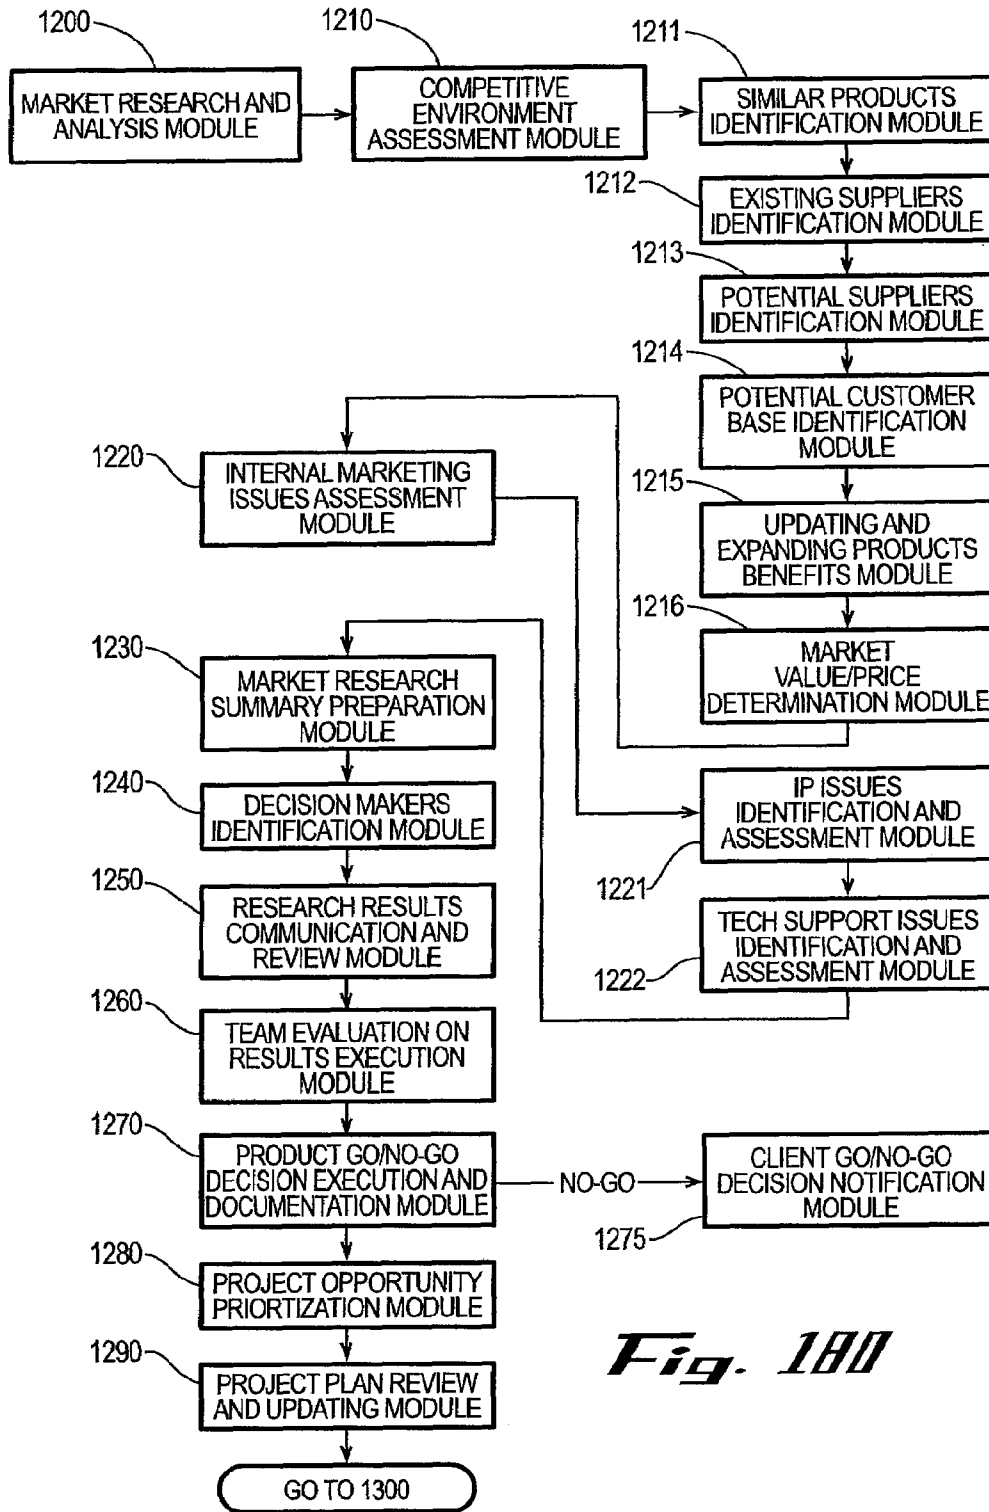 1200
MARKET RESEARCH AND
ANALYSIS MODULE
1210
COMPETITIVE
ENVIRONMENT
ASSESSMENT MODULE
1211
SIMILAR PRODUCTS
IDENTIFICATION MODULE
1212
EXISTING SUPPLIERS
IDENTIFICATION MODULE
1213
POTENTIAL SUPPLIERS
IDENTIFICATION MODULE
1214
POTENTIAL CUSTOMER
BASE IDENTIFICATION
MODULE
1215
UPDATING AND
EXPANDING PRODUCTS
BENEFITS MODULE
1216
MARKET
VALUE/PRICE
DETERMINATION MODULE
1220
INTERNAL MARKETING
ISSUES ASSESSMENT
MODULE
IP ISSUES
IDENTIFICATION AND
ASSESSMENT MODULE
1221
TECH SUPPORT ISSUES
IDENTIFICATION AND
ASSESSMENT MODULE
1222
1230
MARKET RESEARCH
SUMMARY PREPARATION
MODULE
1240
DECISION MAKERS
IDENTIFICATION MODULE
1250
RESEARCH RESULTS
COMMUNICATION AND
REVIEW MODULE
1260
TEAM EVALUATION ON
RESULTS EXECUTION
MODULE
1270
PRODUCT GO/NO-GO
DECISION EXECUTION AND
DOCUMENTATION MODULE
NO-GO
CLIENT GO/NO-GO
DECISION NOTIFICATION
MODULE
1275
1280
PROJECT OPPORTUNITY
PRIORTIZATION MODULE
1290
PROJECT PLAN REVIEW
AND UPDATING MODULE
GO TO 1300
Fig. 180